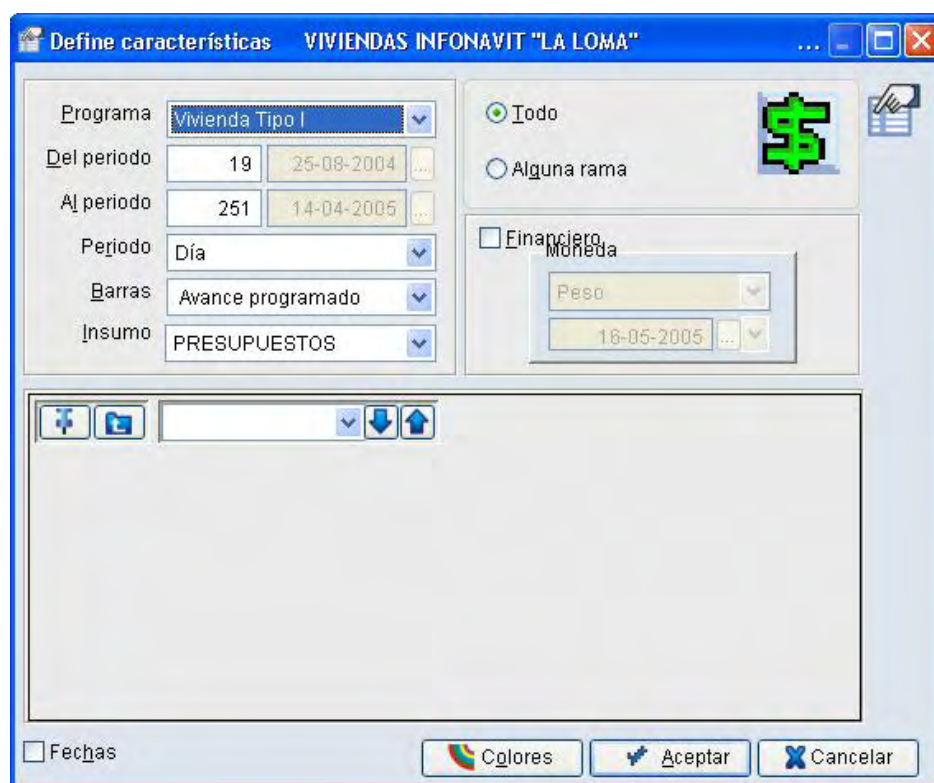 Define características VIVIENDAS INFONAVIT "LA LOMA" ...
Programa Vivienda Tipo I
Del periodo 19 25-08-2004 ...
Al periodo 251 14-04-2005 ...
Periodo Día
Barras Avance programado
Insumo PRESUPUESTOS
Todo
Alguna rama
Financiero
Moneda
Peso
16-05-2005 ...
Fechas
Colores Aceptar Cancelar